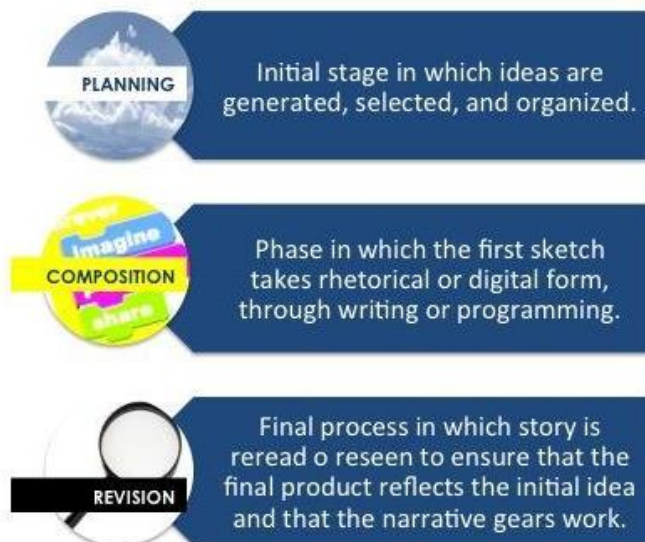 PLANNING
Initial stage in which ideas are
generated, selected, and organized.
imagine
COMPOSITION
share
Phase in which the first sketch
takes rhetorical or digital form,
through writing or programming.
REVISION
Final process in which story is
reread o reseen to ensure that the
final product reflects the initial idea
and that the narrative gears work.